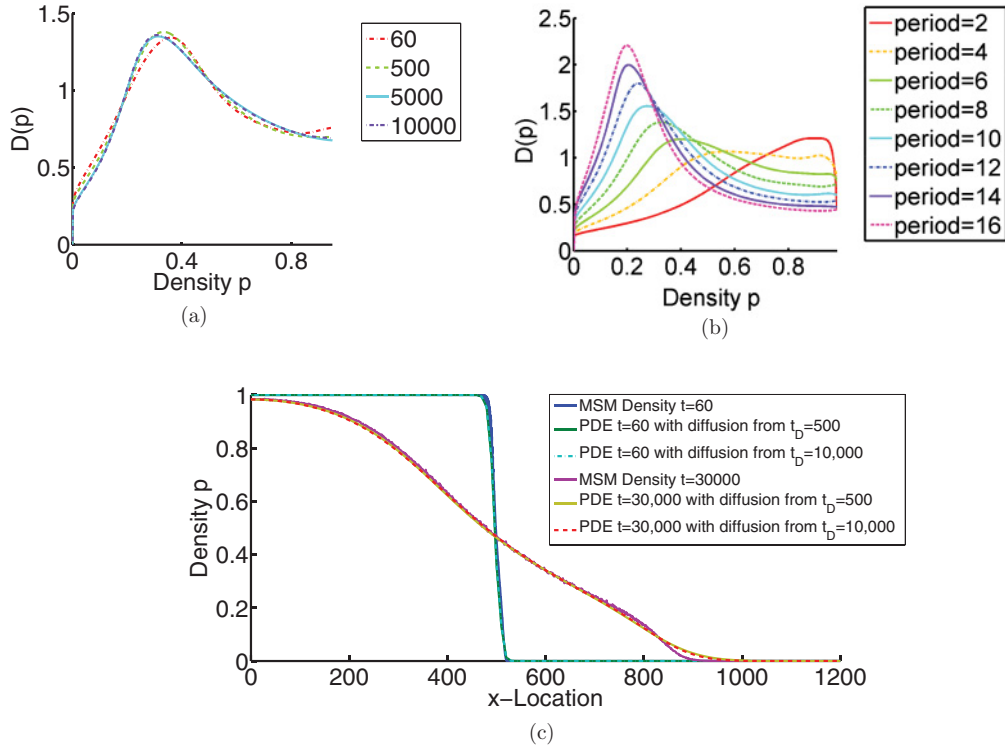 1.5
1
0.5
0
D(p)
0
0.4
0.8
Density p
60
500
5000
10000
(a)
2.5
2
1.5
1
0.5
0
D(p)
0
0.2
0.4
0.6
0.8
Density p
period=2
period=4
period=6
period=8
period=10
period=12
period=14
period=16
(b)
1
0.8
0.6
0.4
0.2
0
Density p
0
200
400
600
800
1000
1200
x-Location
MSM Density t=60
PDE t=60 with diffusion from t_D=500
PDE t=60 with diffusion from t_D=10,000
MSM Density t=30000
PDE t=30,000 with diffusion from t_D=500
PDE t=30,000 with diffusion from t_D=10,000
(c)